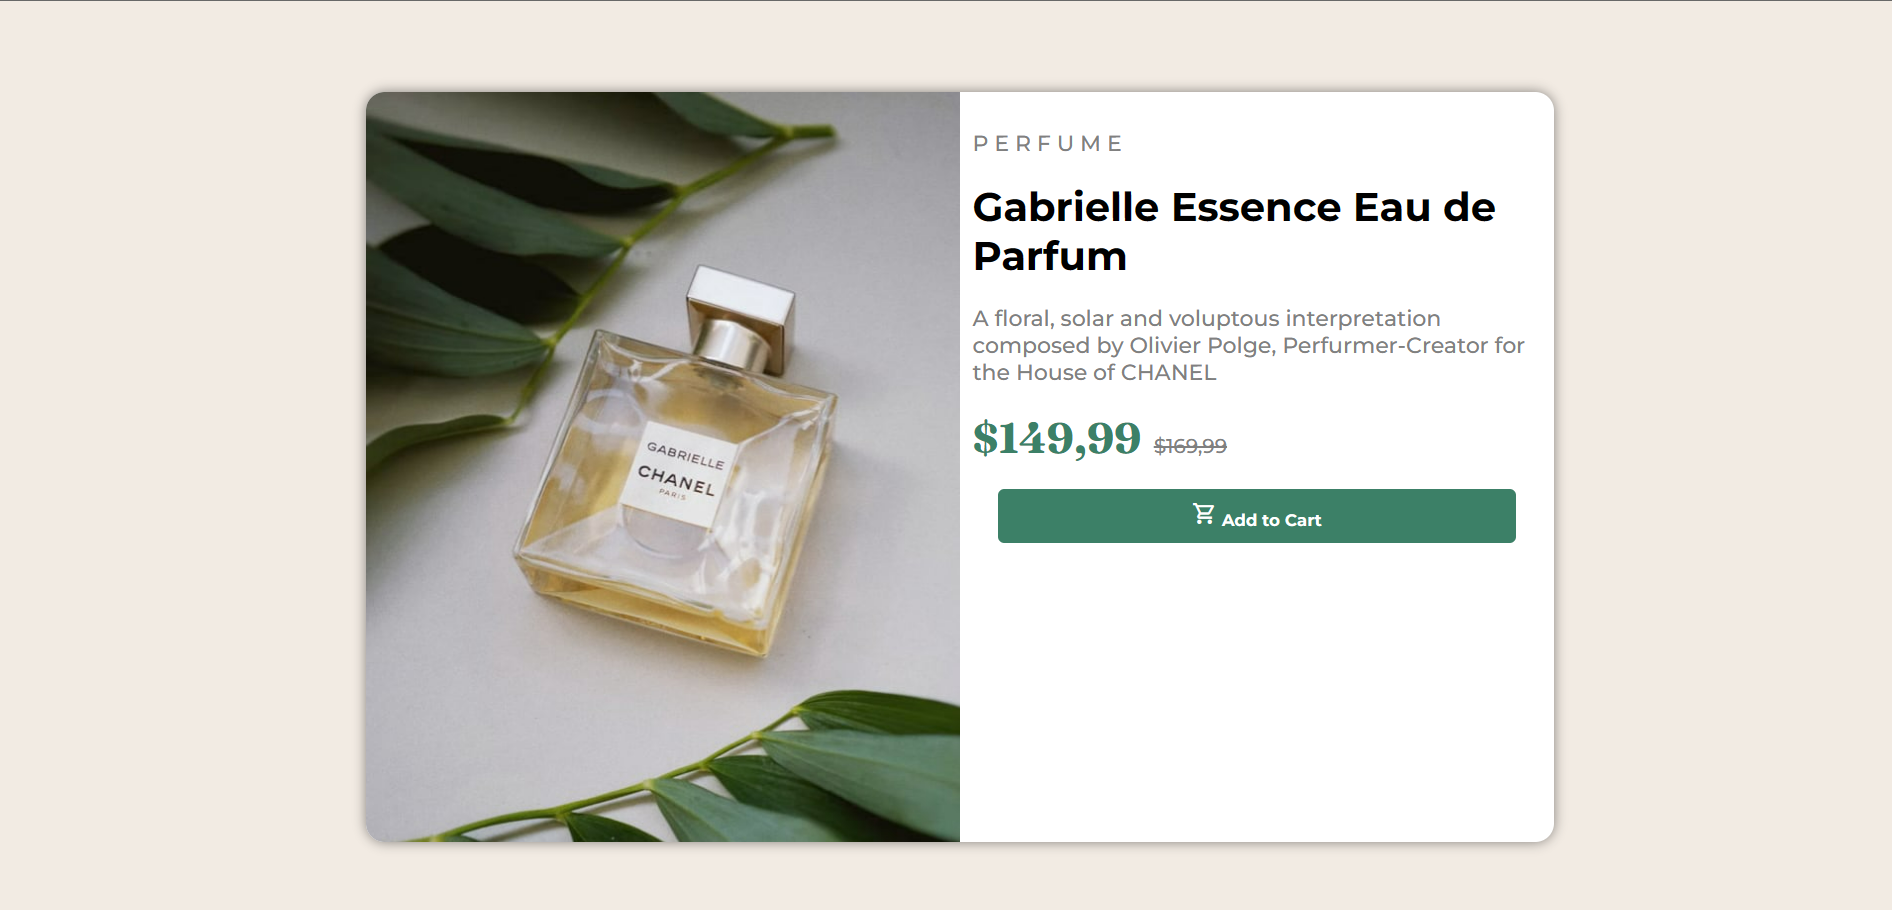 PERFUME
Gabrielle Essence Eau de
Parfum
A floral, solar and voluptous interpretation
composed by Olivier Polge, Perfurmer-Creator for
the House of CHANEL
$149,99 $169,99
Add to Cart
GABRIELLE
CHANEL
PARIS